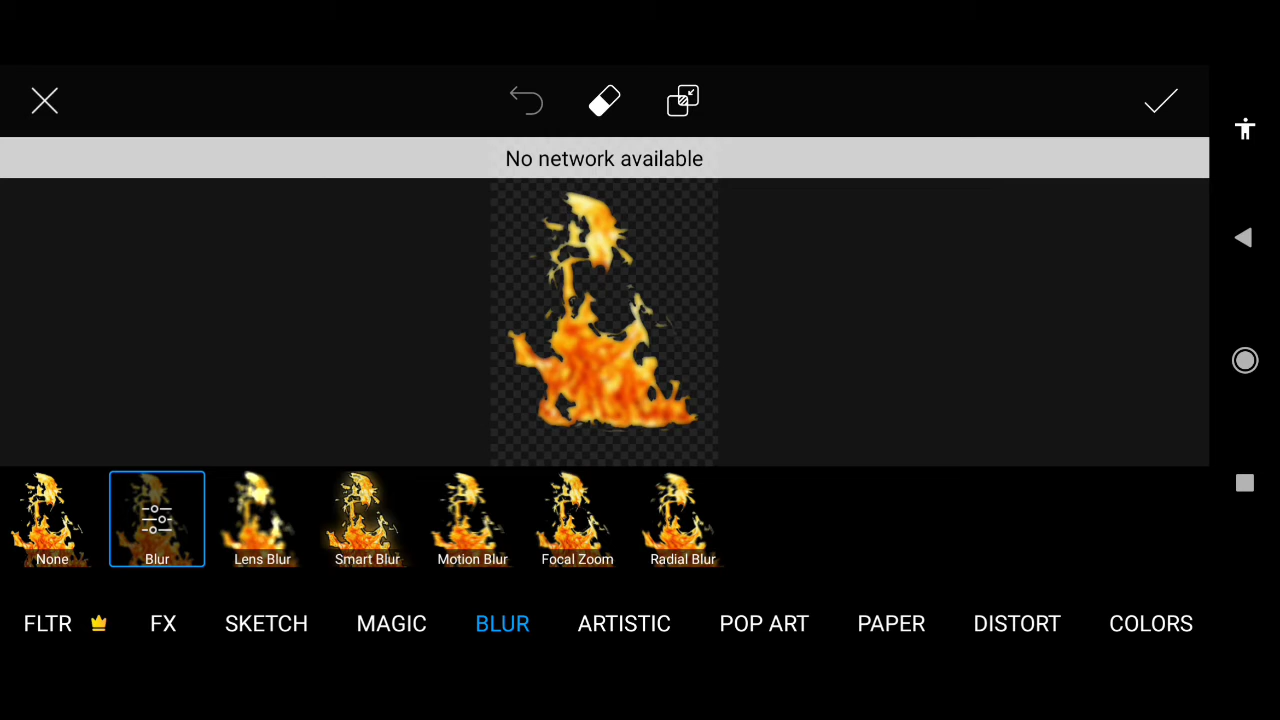 No network available
None
Blur
Lens Blur
Smart Blur
Motion Blur
Focal Zoom
Radial Blur
FLTR
FX
SKETCH
MAGIC
BLUR
ARTISTIC
POP ART
PAPER
DISTORT
COLORS